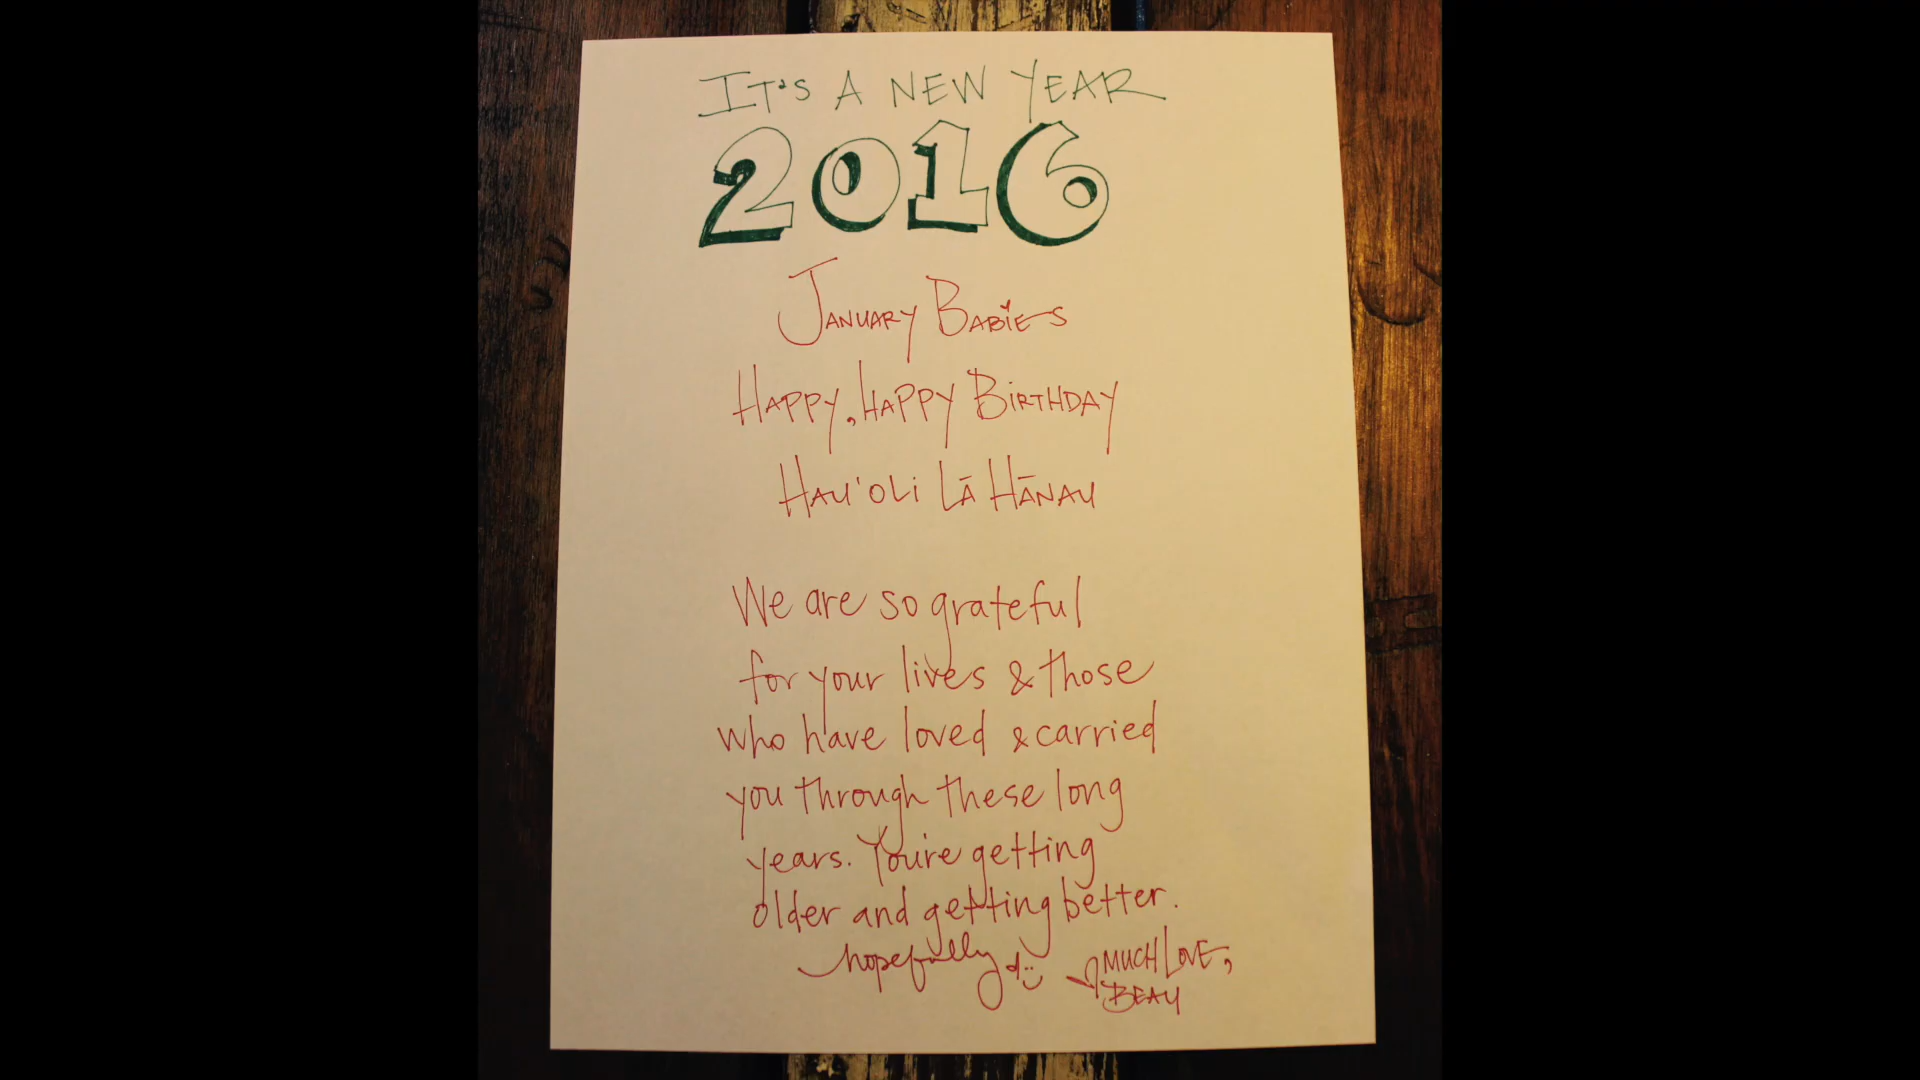 IT'S A NEW YEAR
2016
JANUARY BABIES
HAPPY, HAPPY BIRTHDAY
HAU'OLI LĀ HĀNAU
We are so grateful
for your lives & those
who have loved & carried
you through these long
years. You're getting
older and getting better.
hopefully :)
MUCH LOVE,
BEAU